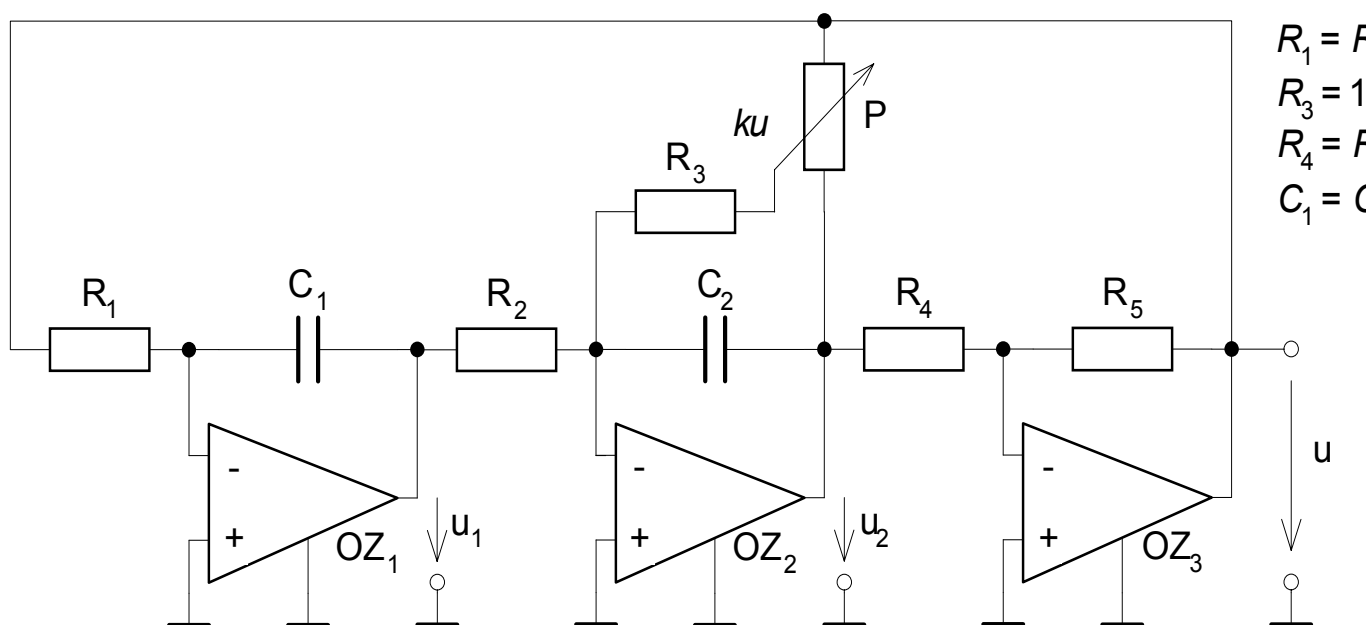 R1 =
R3 = 1
R4 =
C1 =
ku
P
R3
R1
C1
R2
C2
R4
R5
-
+
OZ1
u1
-
+
OZ2
u2
-
+
OZ3
u